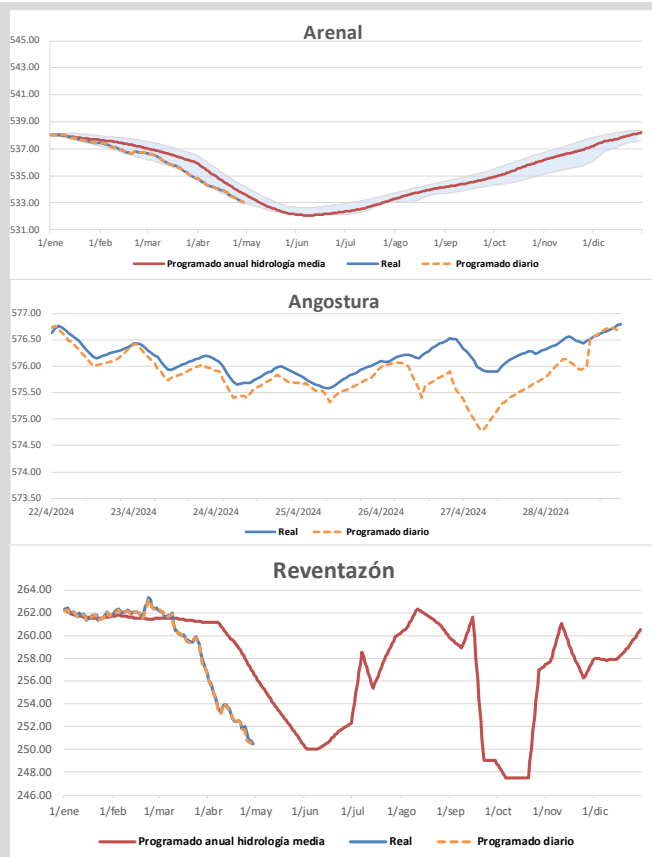 Arenal
545.00
543.00
541.00
539.00
537.00
535.00
533.00
531.00
1/ene 1/feb 1/mar 1/abr 1/may 1/jun 1/jul 1/ago 1/sep 1/oct 1/nov 1/dic
Programado anual hidrología media Real Programado diario
Angostura
577.00
576.50
576.00
575.50
575.00
574.50
574.00
573.50
22/4/2024 23/4/2024 24/4/2024 25/4/2024 26/4/2024 27/4/2024 28/4/2024
Real Programado diario
Reventazón
264.00
262.00
260.00
258.00
256.00
254.00
252.00
250.00
248.00
246.00
1/ene 1/feb 1/mar 1/abr 1/may 1/jun 1/jul 1/ago 1/sep 1/oct 1/nov 1/dic
Programado anual hidrología media Real Programado diario